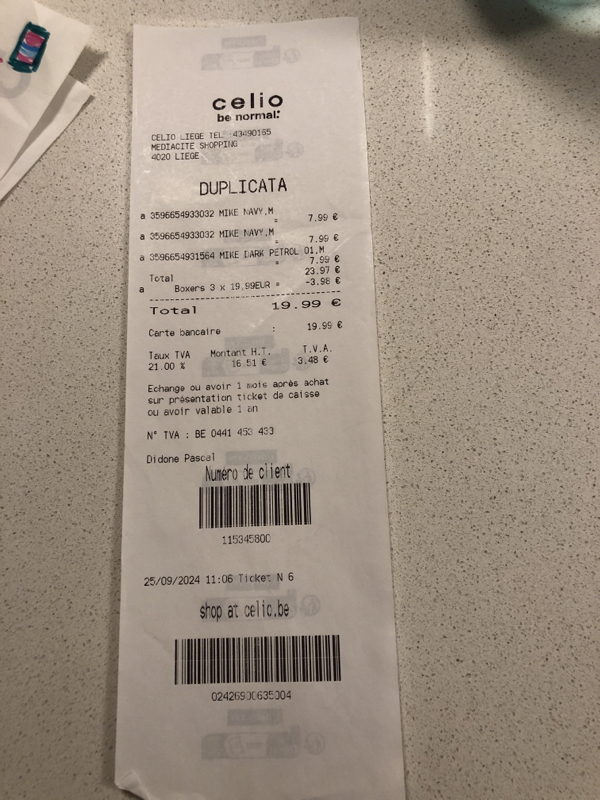 celio
be normal:
CELIO LIEGE TEL 43490165
MEDIACITE SHOPPING
4020 LIEGE
DUPLICATA
a 3596654933032 MIKE NAVY,M
= 7.99 €
a 3596654933032 MIKE NAVY,M
= 7.99 €
a 3596654931564 MIKE DARK PETROL 01,M
= 7.99 €
Total 23.97 €
a Boxers 3 x 19,99EUR = -3.98 €
Total 19.99 €
Carte bancaire : 19.99 €
Taux TVA Montant H.T. T.V.A.
21.00 % 16.51 € 3.48 €
Echange ou avoir 1 mois après achat
sur présentation ticket de caisse
ou avoir valable 1 an
N° TVA : BE 0441 453 433
Didone Pascal
Numéro de client
115345800
25/09/2024 11:06 Ticket N 6
shop at celio.be
02426900635004